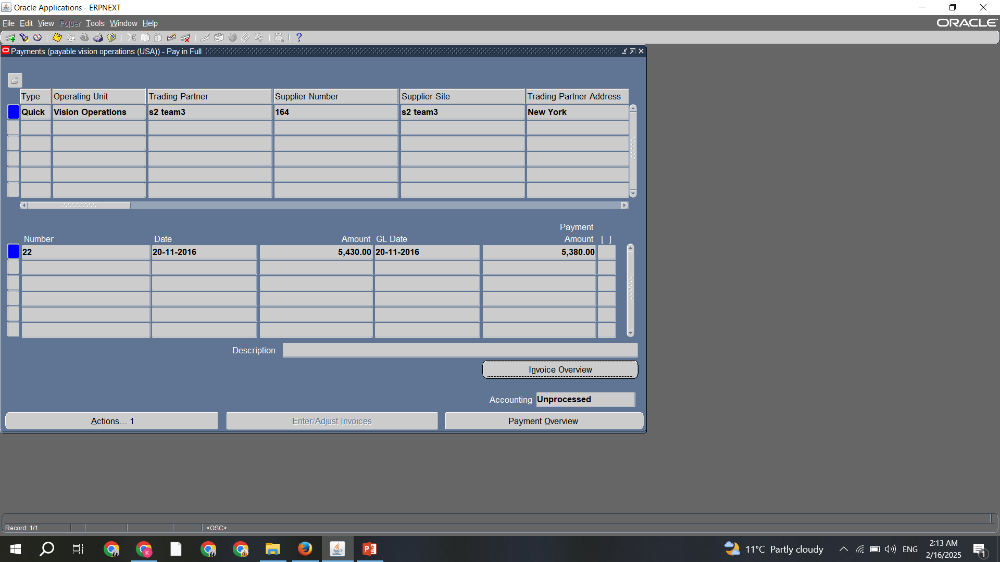 Oracle Applications - ERPNEXT
File Edit View Folder Tools Window Help
ORACLE
Payments (payable vision operations (USA)) - Pay in Full
Type Operating Unit Trading Partner Supplier Number Supplier Site Trading Partner Address
Quick Vision Operations s2 team3 164 s2 team3 New York
Payment
Number Date Amount GL Date Amount [ ]
22 20-11-2016 5,430.00 20-11-2016 5,380.00
Description
Invoice Overview
Accounting Unprocessed
Actions... 1 Enter/Adjust Invoices Payment Overview
Record: 1/1 ... <OSC>
11°C Partly cloudy ENG 2:13 AM
2/16/2025 1